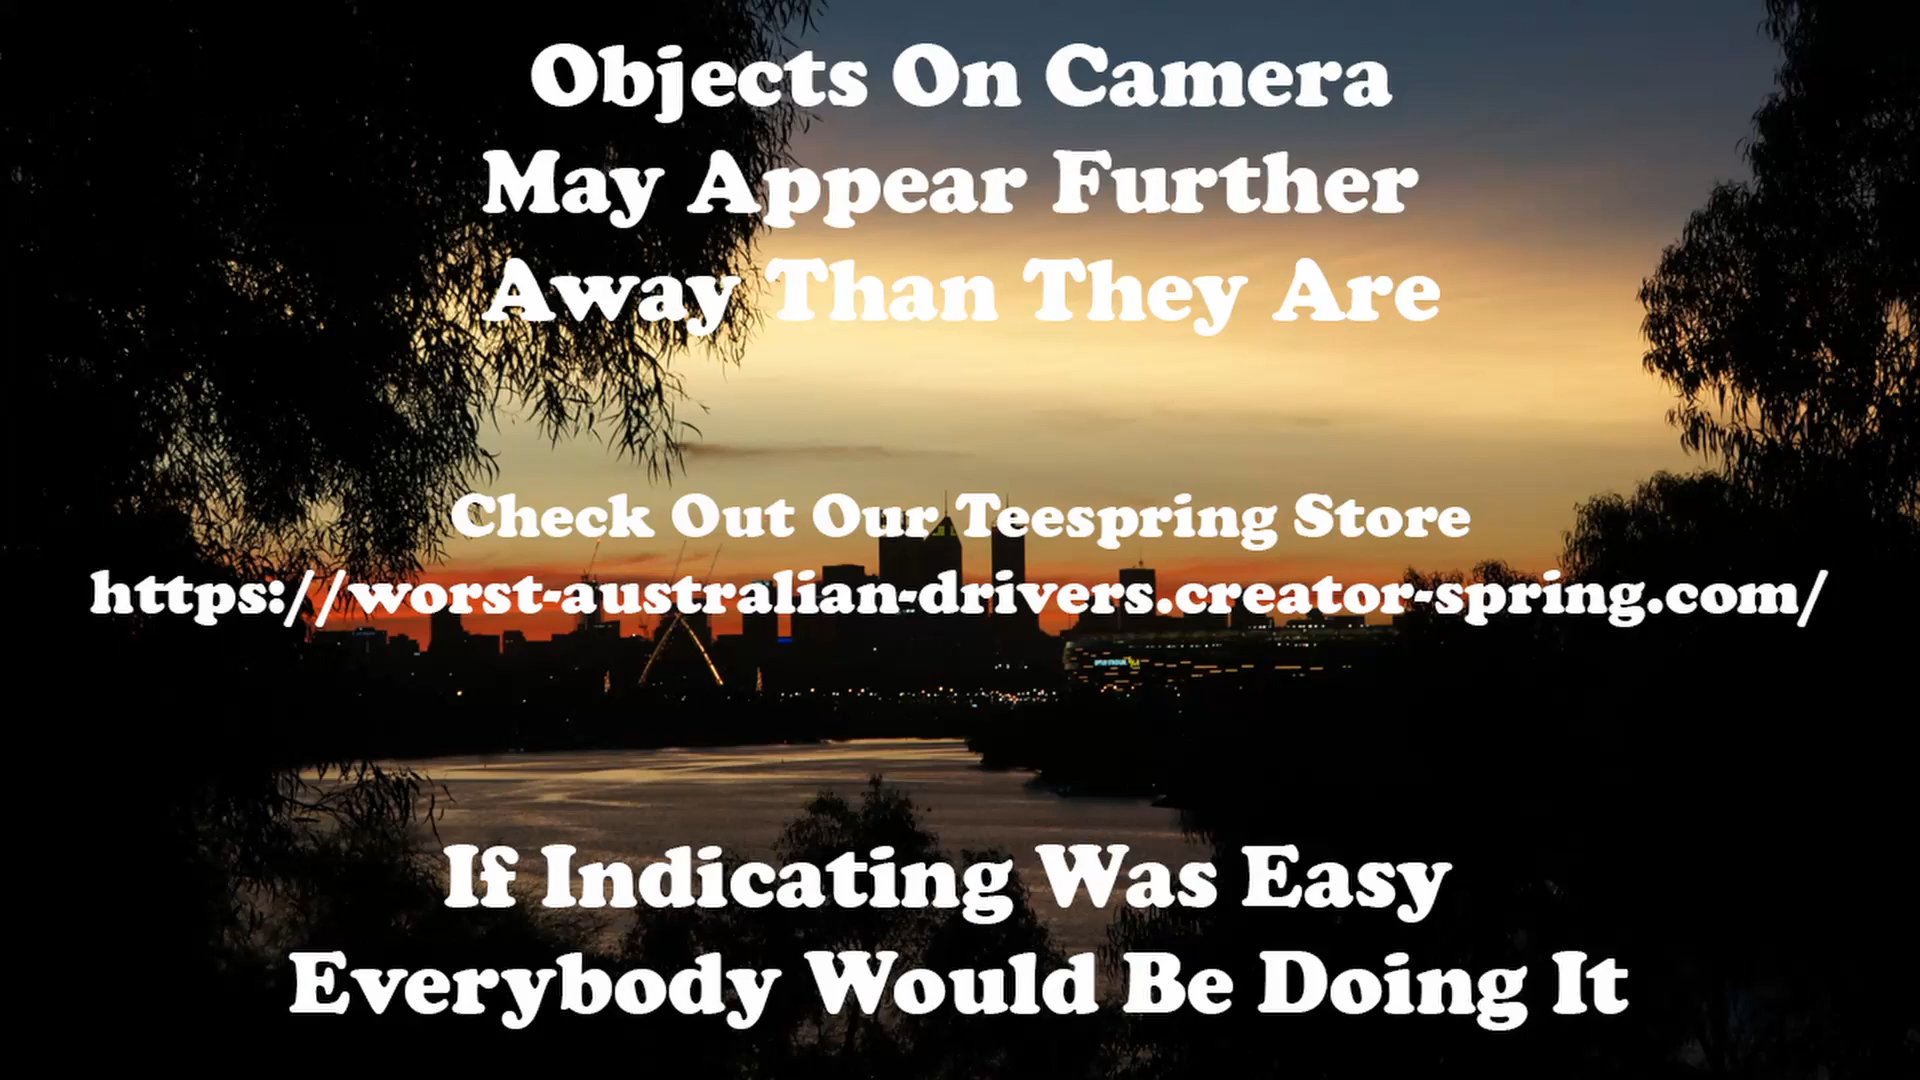 Objects On Camera
May Appear Further
Away Than They Are
Check Out Our Teespring Store
https://worst-australian-drivers.creator-spring.com/
If Indicating Was Easy
Everybody Would Be Doing It